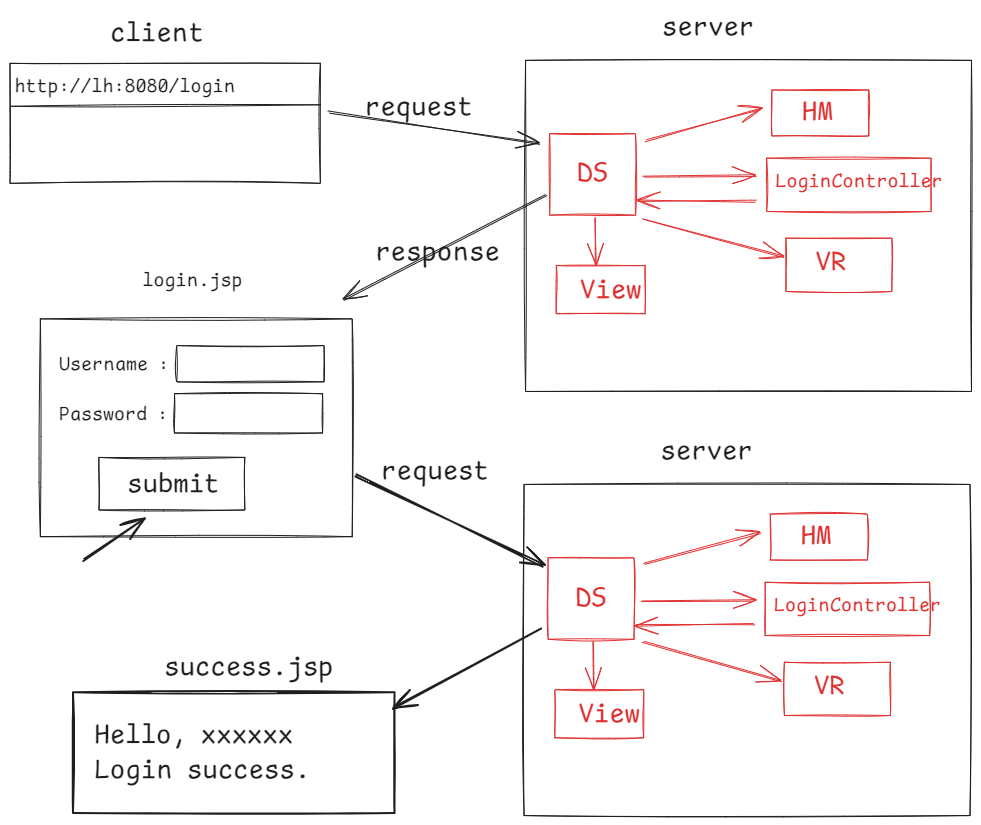 client
server
http://lh:8080/login
request
HM
DS
LoginController
response
VR
View
login.jsp
Username :
Password :
submit
request
server
HM
DS
LoginController
VR
View
success.jsp
Hello, xxxxxx
Login success.